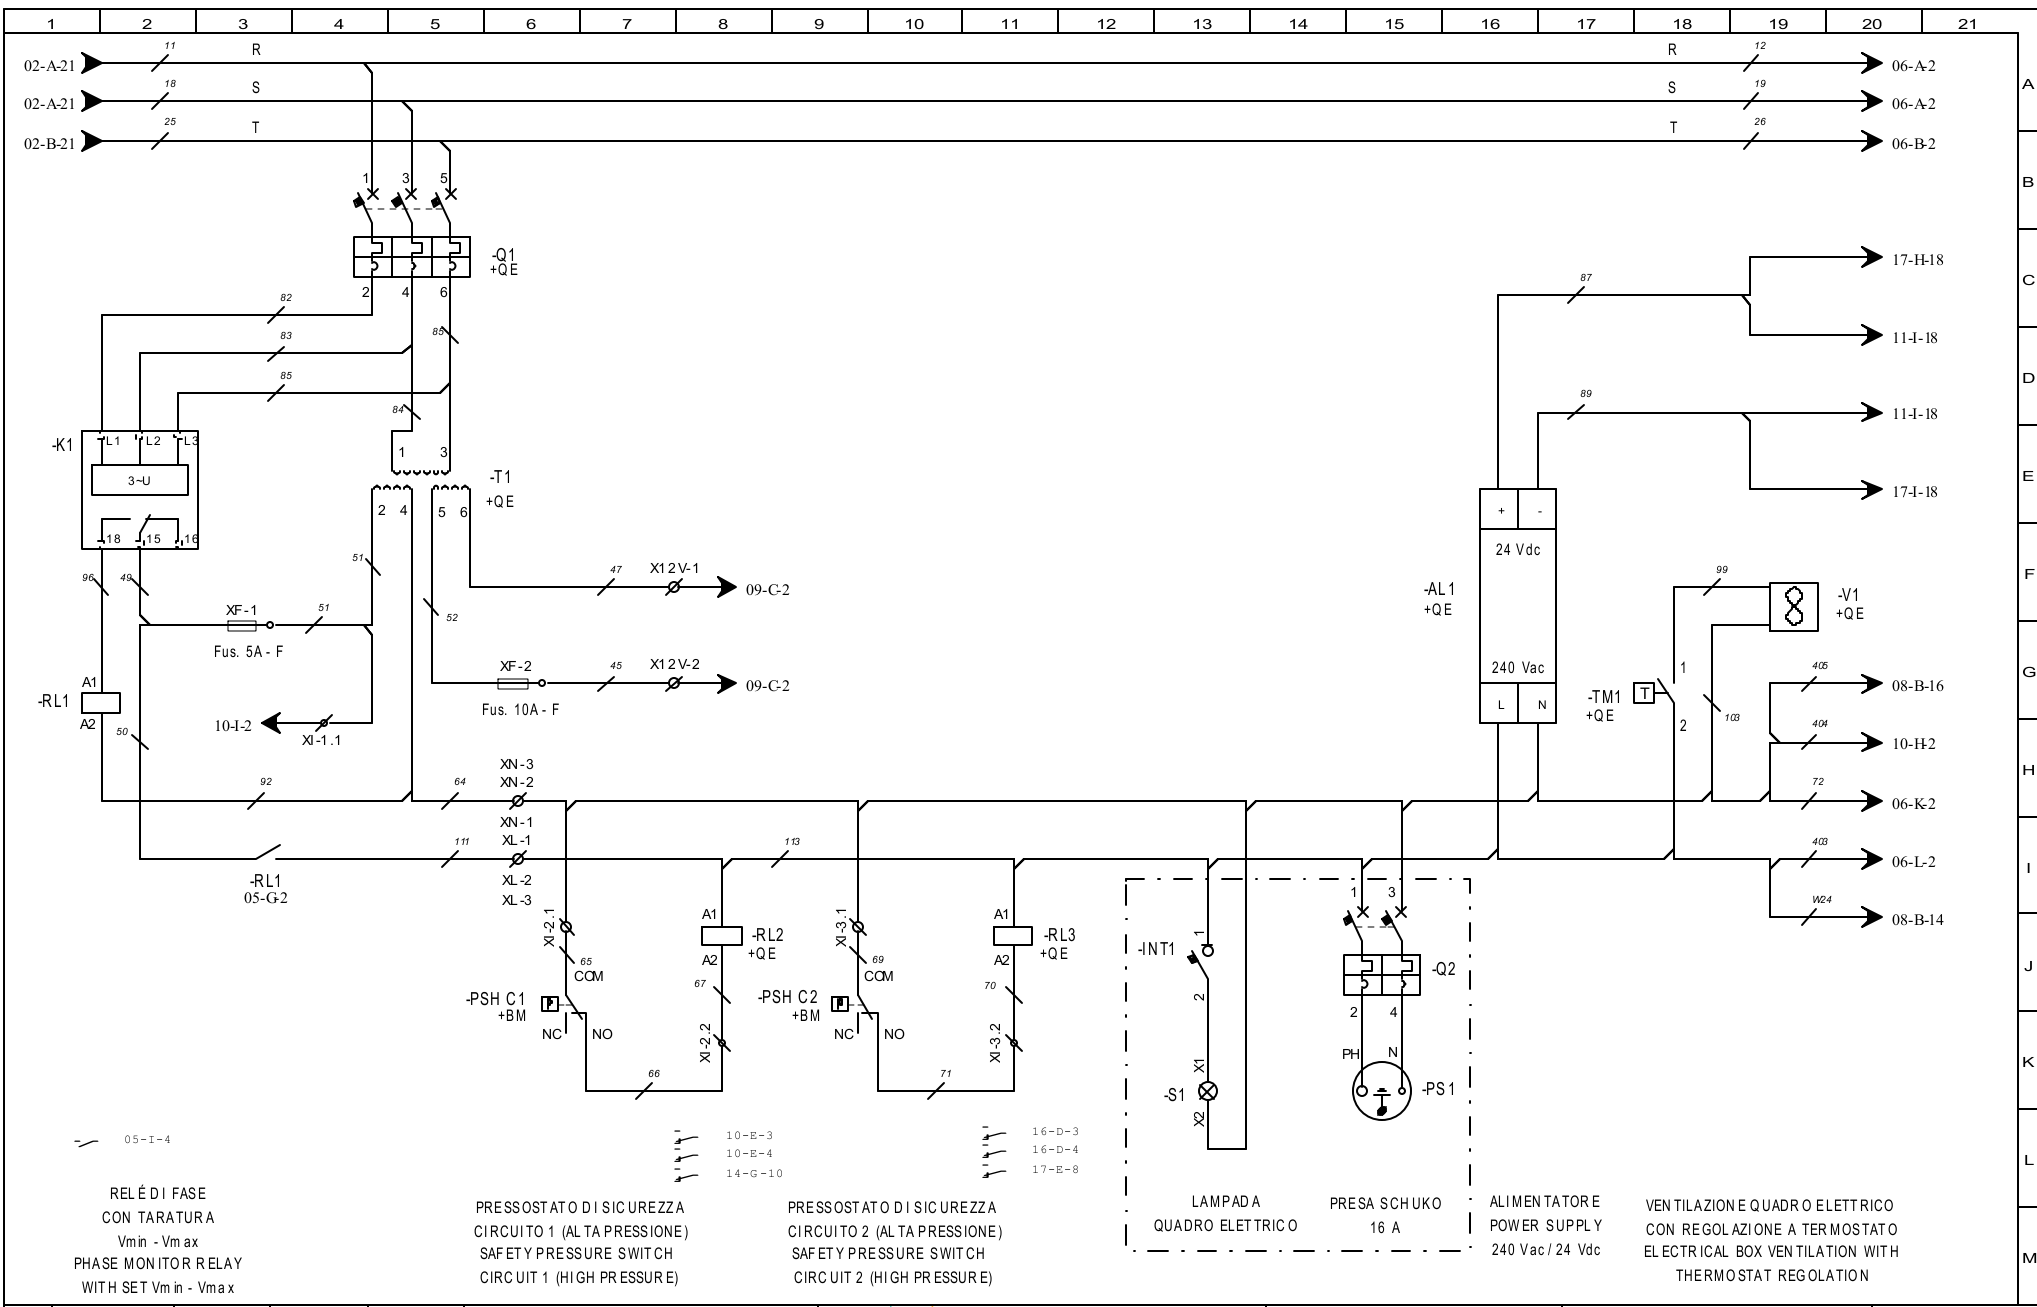 1 2 3 4 5 6 7 8 9 10 11 12 13 14 15 16 17 18 19 20 21
02-A-21 11 R R 12 06-A-2
A
02-A-21 18 S S 19 06-A-2
02-B-21 25 T T 26 06-B-2
1 3 5
B
-Q1
+QE
17-H-18
2 4 6
82
87
C
83
85
11-I-18
85
D
84
89
11-I-18
-K1
L1 L2 L3
1 3
3~U
-T1
+QE
E
17-I-18
2 4 5 6
18 15 16
+ -
24 Vdc
51
47
X12V-1
09-C-2
96
49
99
F
-AL1
+QE
-V1
+QE
XF-1
51
52
Fus. 5A - F
XF-2
45
X12V-2
09-C-2
Fus. 10A - F
240 Vac
L N
1
405
08-B-16
G
A1
-RL1
A2
-TM1
+QE
T
2
103
10-I-2
XI-1.1
50
404
10-H-2
XN-3
XN-2
92
64
72
06-K-2
H
XN-1
XL-1
111
113
403
06-L-2
-RL1
05-G-2
XL-2
XL-3
I
1 3
W24
08-B-14
XI-2.1
A1
-RL2
+QE
A2
XI-3.1
A1
-RL3
+QE
A2
65
COM
69
COM
-INT1
1
2
-Q2
J
67
70
-PSH C1
+BM
P
-PSH C2
+BM
P
2 4
NC NO
XI-2.2
NC NO
XI-3.2
PH N
K
66
71
X1
-S1
X2
-PS1
05-I-4
10-E-3
10-E-4
14-G-10
16-D-3
16-D-4
17-E-8
L
RELÉ DI FASE
CON TARATURA
Vmin - Vmax
PHASE MONITOR RELAY
WITH SET Vmin - Vmax
PRESSOSTATO DI SICUREZZA
CIRCUITO 1 (ALTA PRESSIONE)
SAFETY PRESSURE SWITCH
CIRCUIT 1 (HIGH PRESSURE)
PRESSOSTATO DI SICUREZZA
CIRCUITO 2 (ALTA PRESSIONE)
SAFETY PRESSURE SWITCH
CIRCUIT 2 (HIGH PRESSURE)
LAMPADA
QUADRO ELETTRICO
PRESA SCHUKO
16 A
ALIMENTATORE
POWER SUPPLY
240 Vac / 24 Vdc
VENTILAZIONE QUADRO ELETTRICO
CON REGOLAZIONE A TERMOSTATO
ELECTRICAL BOX VENTILATION WITH
THERMOSTAT REGOLATION
M